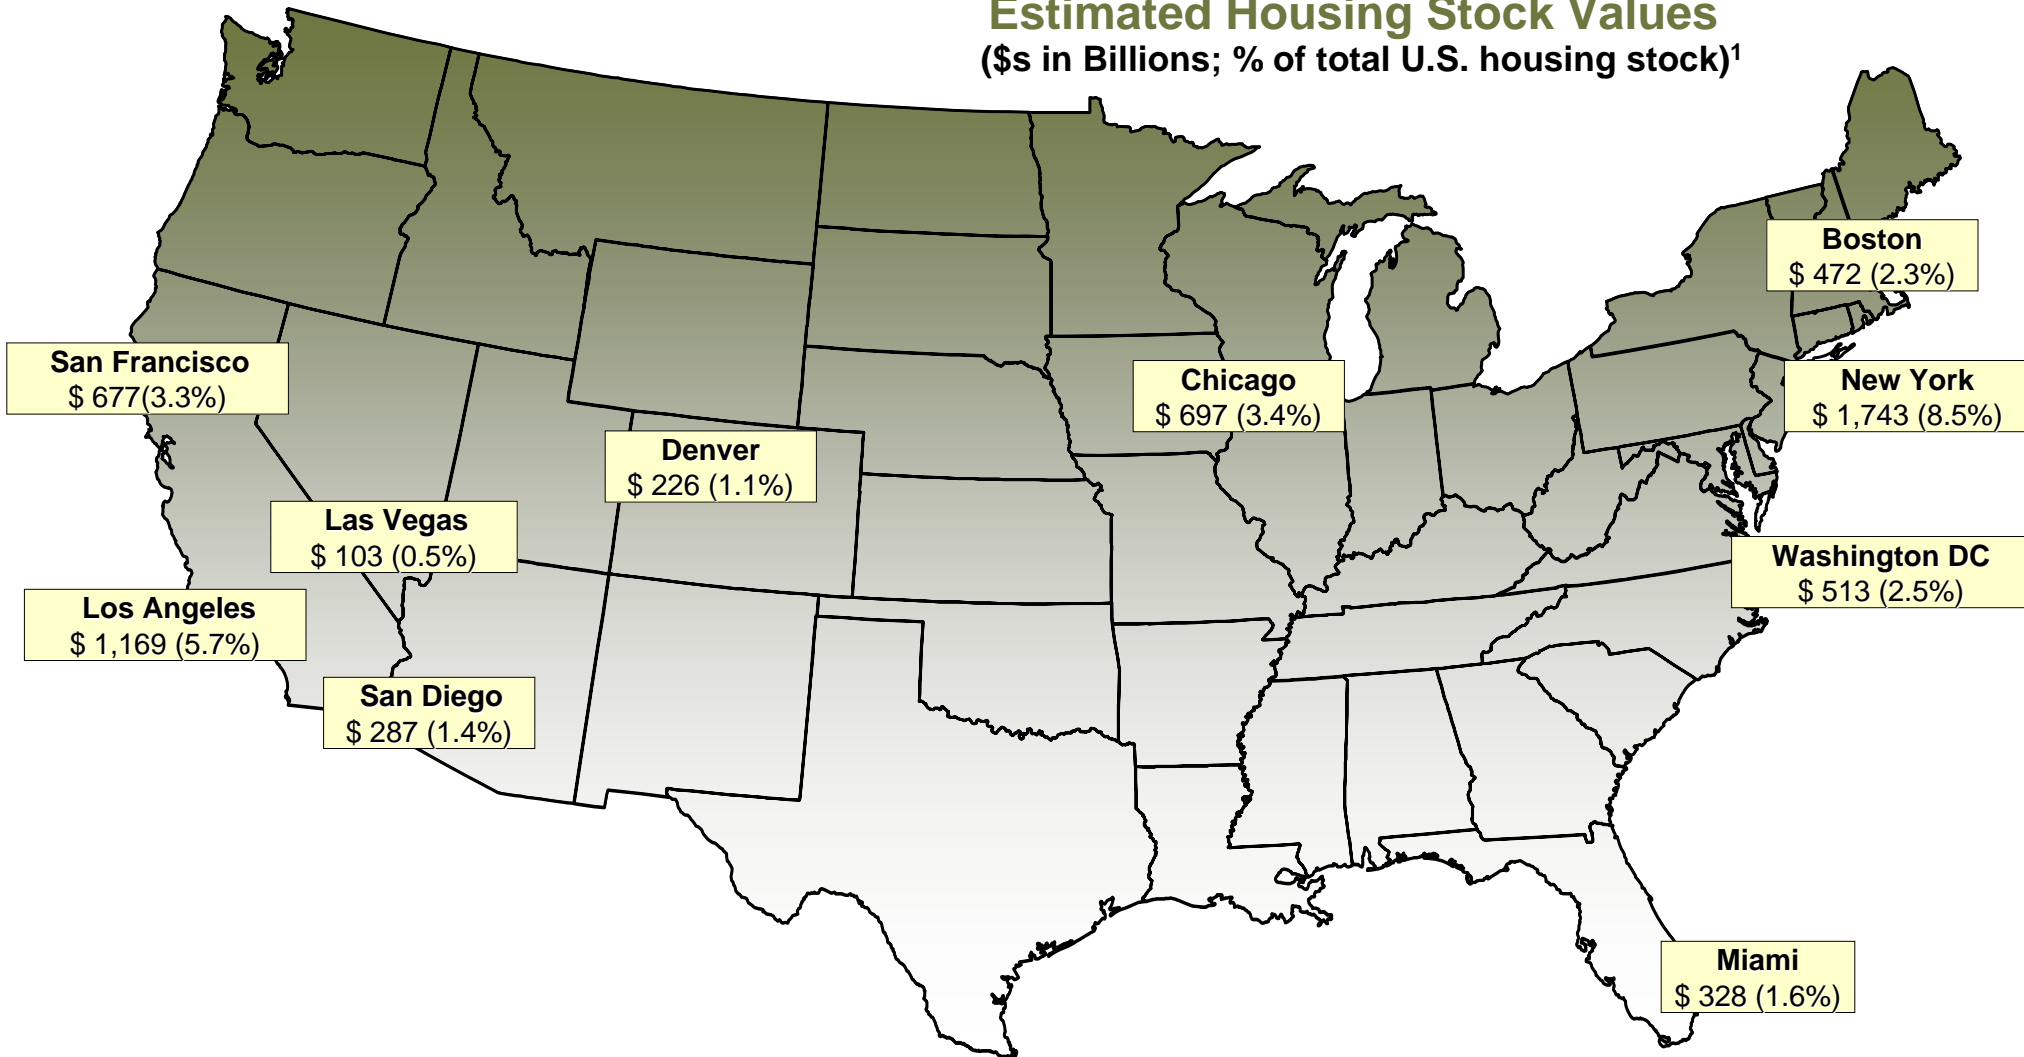 Estimated Housing Stock Values
($s in Billions; % of total U.S. housing stock)¹
Boston
$ 472 (2.3%)
San Francisco
$ 677(3.3%)
Chicago
$ 697 (3.4%)
New York
$ 1,743 (8.5%)
Denver
$ 226 (1.1%)
Las Vegas
$ 103 (0.5%)
Washington DC
$ 513 (2.5%)
Los Angeles
$ 1,169 (5.7%)
San Diego
$ 287 (1.4%)
Miami
$ 328 (1.6%)